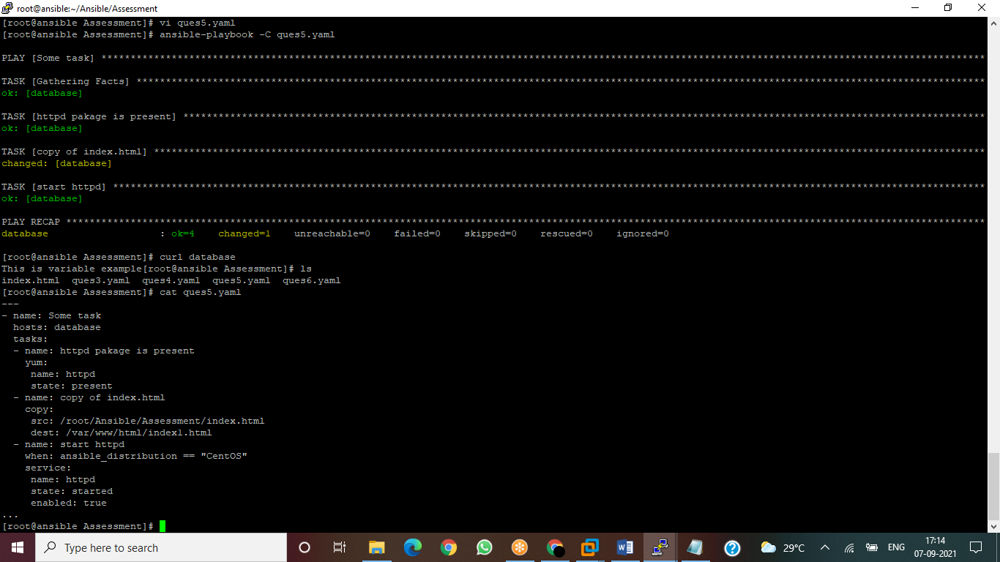 root@ansible:~/Ansible/Assessment
[root@ansible Assessment]# vi ques5.yaml
[root@ansible Assessment]# ansible-playbook -C ques5.yaml
PLAY [Some task] ****************************************************************************************************************************************************
TASK [Gathering Facts] **********************************************************************************************************************************************
ok: [database]
TASK [httpd pakage is present] **************************************************************************************************************************************
ok: [database]
TASK [copy of index.html] *******************************************************************************************************************************************
changed: [database]
TASK [start httpd] **************************************************************************************************************************************************
ok: [database]
PLAY RECAP **********************************************************************************************************************************************************
database                   : ok=4    changed=1    unreachable=0    failed=0    skipped=0    rescued=0    ignored=0
[root@ansible Assessment]# curl database
This is variable example[root@ansible Assessment]# ls
index.html  ques3.yaml  ques4.yaml  ques5.yaml  ques6.yaml
[root@ansible Assessment]# cat ques5.yaml
---
- name: Some task
  hosts: database
  tasks:
  - name: httpd pakage is present
    yum:
     name: httpd
     state: present
  - name: copy of index.html
    copy:
     src: /root/Ansible/Assessment/index.html
     dest: /var/www/html/index1.html
  - name: start httpd
    when: ansible_distribution == "CentOS"
    service:
     name: httpd
     state: started
     enabled: true
...
[root@ansible Assessment]#
Type here to search
29°C
ENG
17:14
07-09-2021